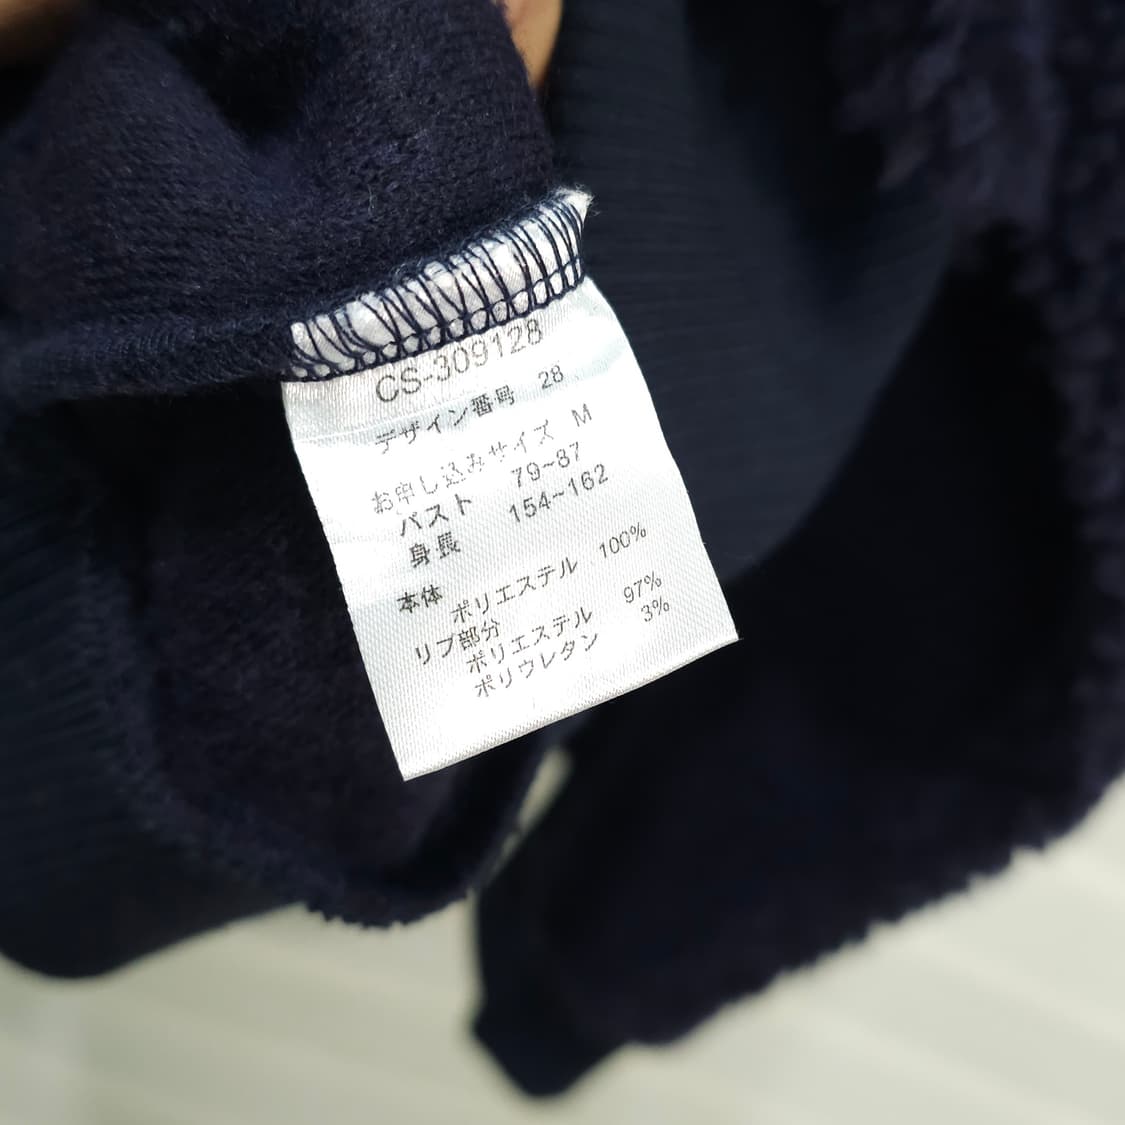 CS-309128
デザイン番号 28
お申し込みサイズ M
バスト 79~87
身長 154~162
本体
ポリエステル 100%
リブ部分
ポリエステル 97%
ポリウレタン 3%